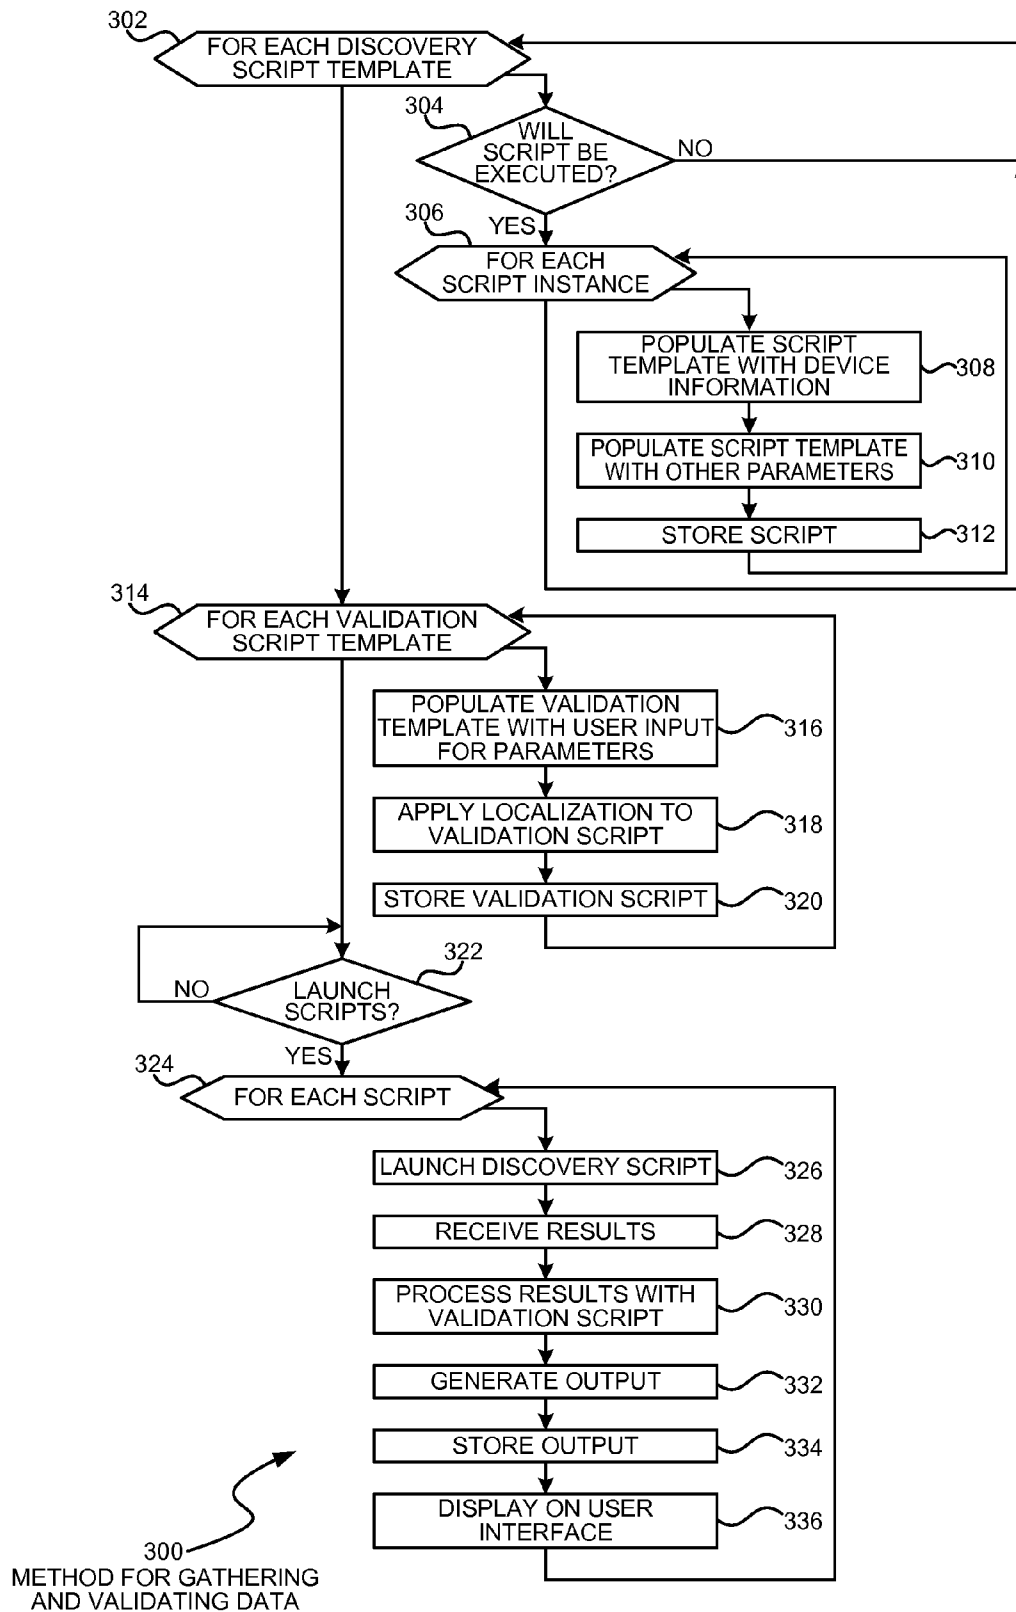 302
FOR EACH DISCOVERY
SCRIPT TEMPLATE
304
WILL
SCRIPT BE
EXECUTED?
NO
YES
306
FOR EACH
SCRIPT INSTANCE
POPULATE SCRIPT
TEMPLATE WITH DEVICE
INFORMATION
308
POPULATE SCRIPT TEMPLATE
WITH OTHER PARAMETERS
310
STORE SCRIPT
312
314
FOR EACH VALIDATION
SCRIPT TEMPLATE
POPULATE VALIDATION
TEMPLATE WITH USER INPUT
FOR PARAMETERS
316
APPLY LOCALIZATION TO
VALIDATION SCRIPT
318
STORE VALIDATION SCRIPT
320
322
LAUNCH
SCRIPTS?
NO
YES
324
FOR EACH SCRIPT
LAUNCH DISCOVERY SCRIPT
326
RECEIVE RESULTS
328
PROCESS RESULTS WITH
VALIDATION SCRIPT
330
GENERATE OUTPUT
332
STORE OUTPUT
334
DISPLAY ON USER
INTERFACE
336
300
METHOD FOR GATHERING
AND VALIDATING DATA